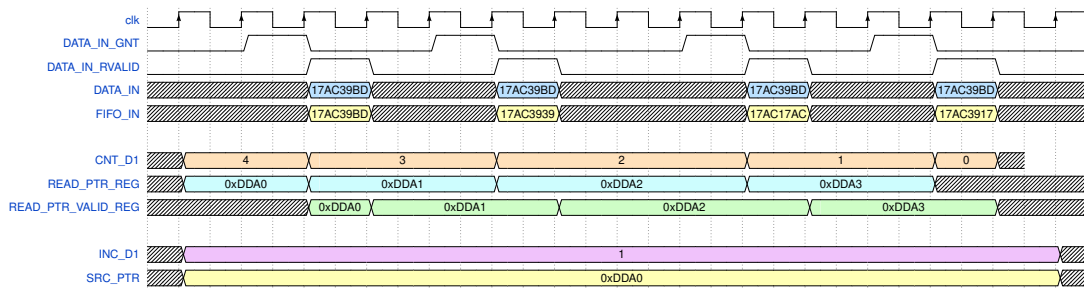 clk
DATA_IN_GNT
DATA_IN_RVALID
DATA_IN 17AC39BD 17AC39BD 17AC39BD 17AC39BD
FIFO_IN 17AC39BD 17AC3939 17AC17AC 17AC3917
CNT_D1 4 3 2 1 0
READ_PTR_REG 0xDDA0 0xDDA1 0xDDA2 0xDDA3
READ_PTR_VALID_REG 0xDDA0 0xDDA1 0xDDA2 0xDDA3
INC_D1 1
SRC_PTR 0xDDA0